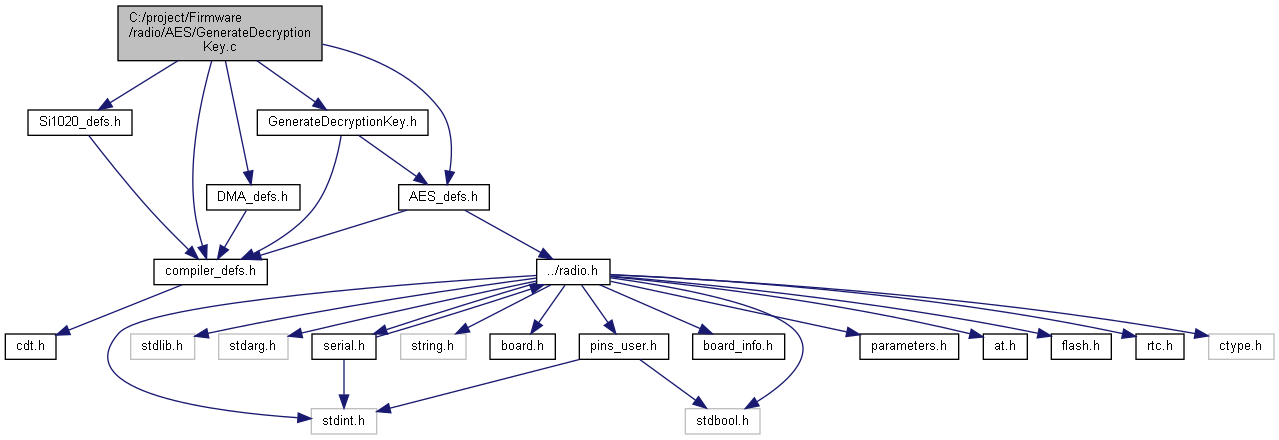 C:/project/Firmware
/radio/AES/GenerateDecryption
Key.c
Si1020_defs.h
GenerateDecryptionKey.h
DMA_defs.h
AES_defs.h
compiler_defs.h
../radio.h
cdt.h
stdlib.h
stdarg.h
serial.h
string.h
board.h
pins_user.h
board_info.h
parameters.h
at.h
flash.h
rtc.h
ctype.h
stdint.h
stdbool.h